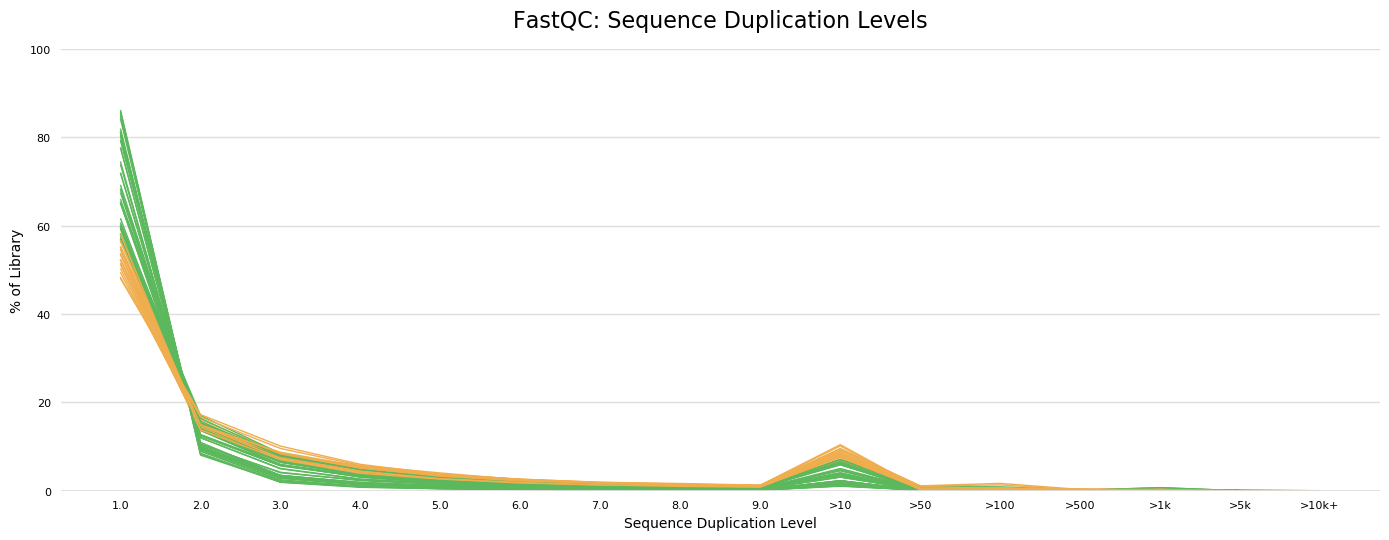 FastQC: Sequence Duplication Levels
100
80
60
40
20
0
% of Library
1.0 2.0 3.0 4.0 5.0 6.0 7.0 8.0 9.0 >10 >50 >100 >500 >1k >5k >10k+
Sequence Duplication Level